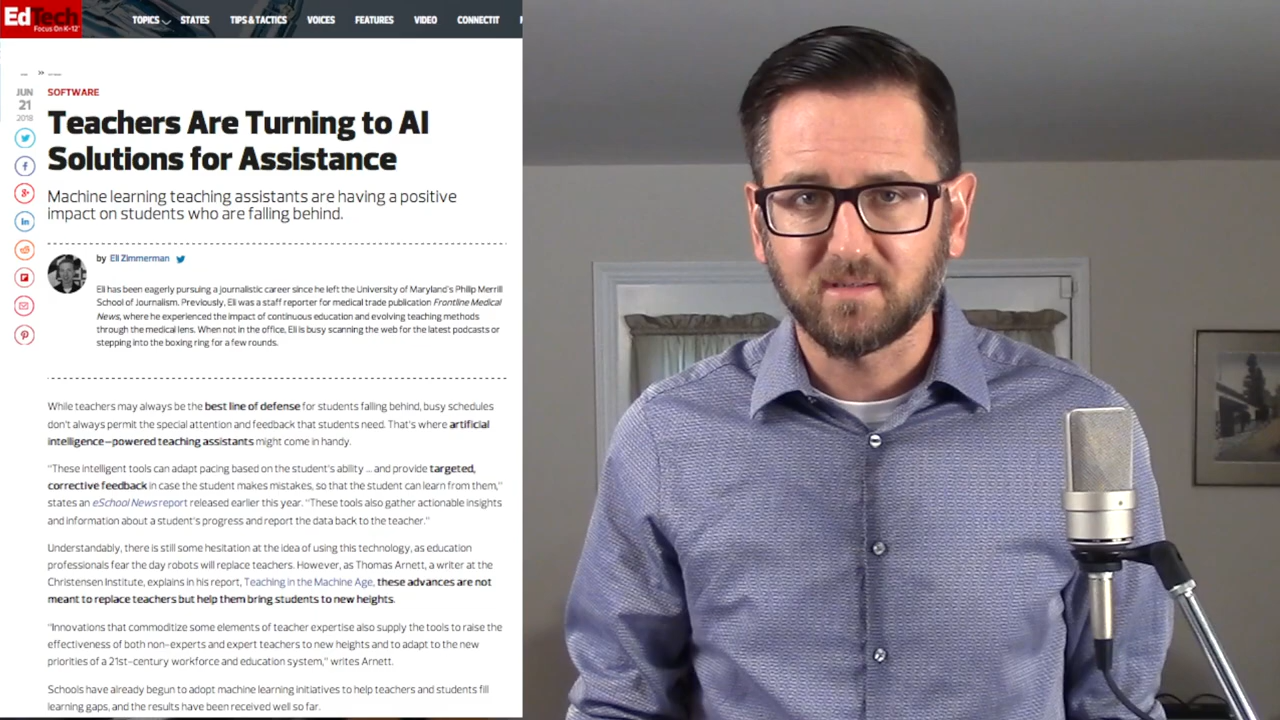 EdTech
Focus On K-12
TOPICS STATES TIPS & TACTICS VOICES FEATURES VIDEO CONNECTIT
JUN
21
2018
SOFTWARE
Teachers Are Turning to AI
Solutions for Assistance
Machine learning teaching assistants are having a positive
impact on students who are falling behind.
by Eli Zimmerman
Eli has been eagerly pursuing a journalistic career since he left the University of Maryland's Philip Merrill
School of Journalism. Previously, Eli was a staff reporter for medical trade publication Frontline Medical
News, where he experienced the impact of continuous education and evolving teaching methods
through the medical lens. When not in the office, Eli is busy scanning the web for the latest podcasts or
stepping into the boxing ring for a few rounds.
While teachers may always be the best line of defense for students falling behind, busy schedules
don't always permit the special attention and feedback that students need. That's where artificial
intelligence—powered teaching assistants might come in handy.
"These intelligent tools can adapt pacing based on the student's ability ... and provide targeted,
corrective feedback in case the student makes mistakes, so that the student can learn from them,"
states an eSchool News report released earlier this year. "These tools also gather actionable insights
and information about a student's progress and report the data back to the teacher."
Understandably, there is still some hesitation at the idea of using this technology, as education
professionals fear the day robots will replace teachers. However, as Thomas Arnett, a writer at the
Christensen Institute, explains in his report, Teaching in the Machine Age, these advances are not
meant to replace teachers but help them bring students to new heights.
"Innovations that commoditize some elements of teacher expertise also supply the tools to raise the
effectiveness of both non-experts and expert teachers to new heights and to adapt to the new
priorities of a 21st-century workforce and education system," writes Arnett.
Schools have already begun to adopt machine learning initiatives to help teachers and students fill
learning gaps, and the results have been received well so far.